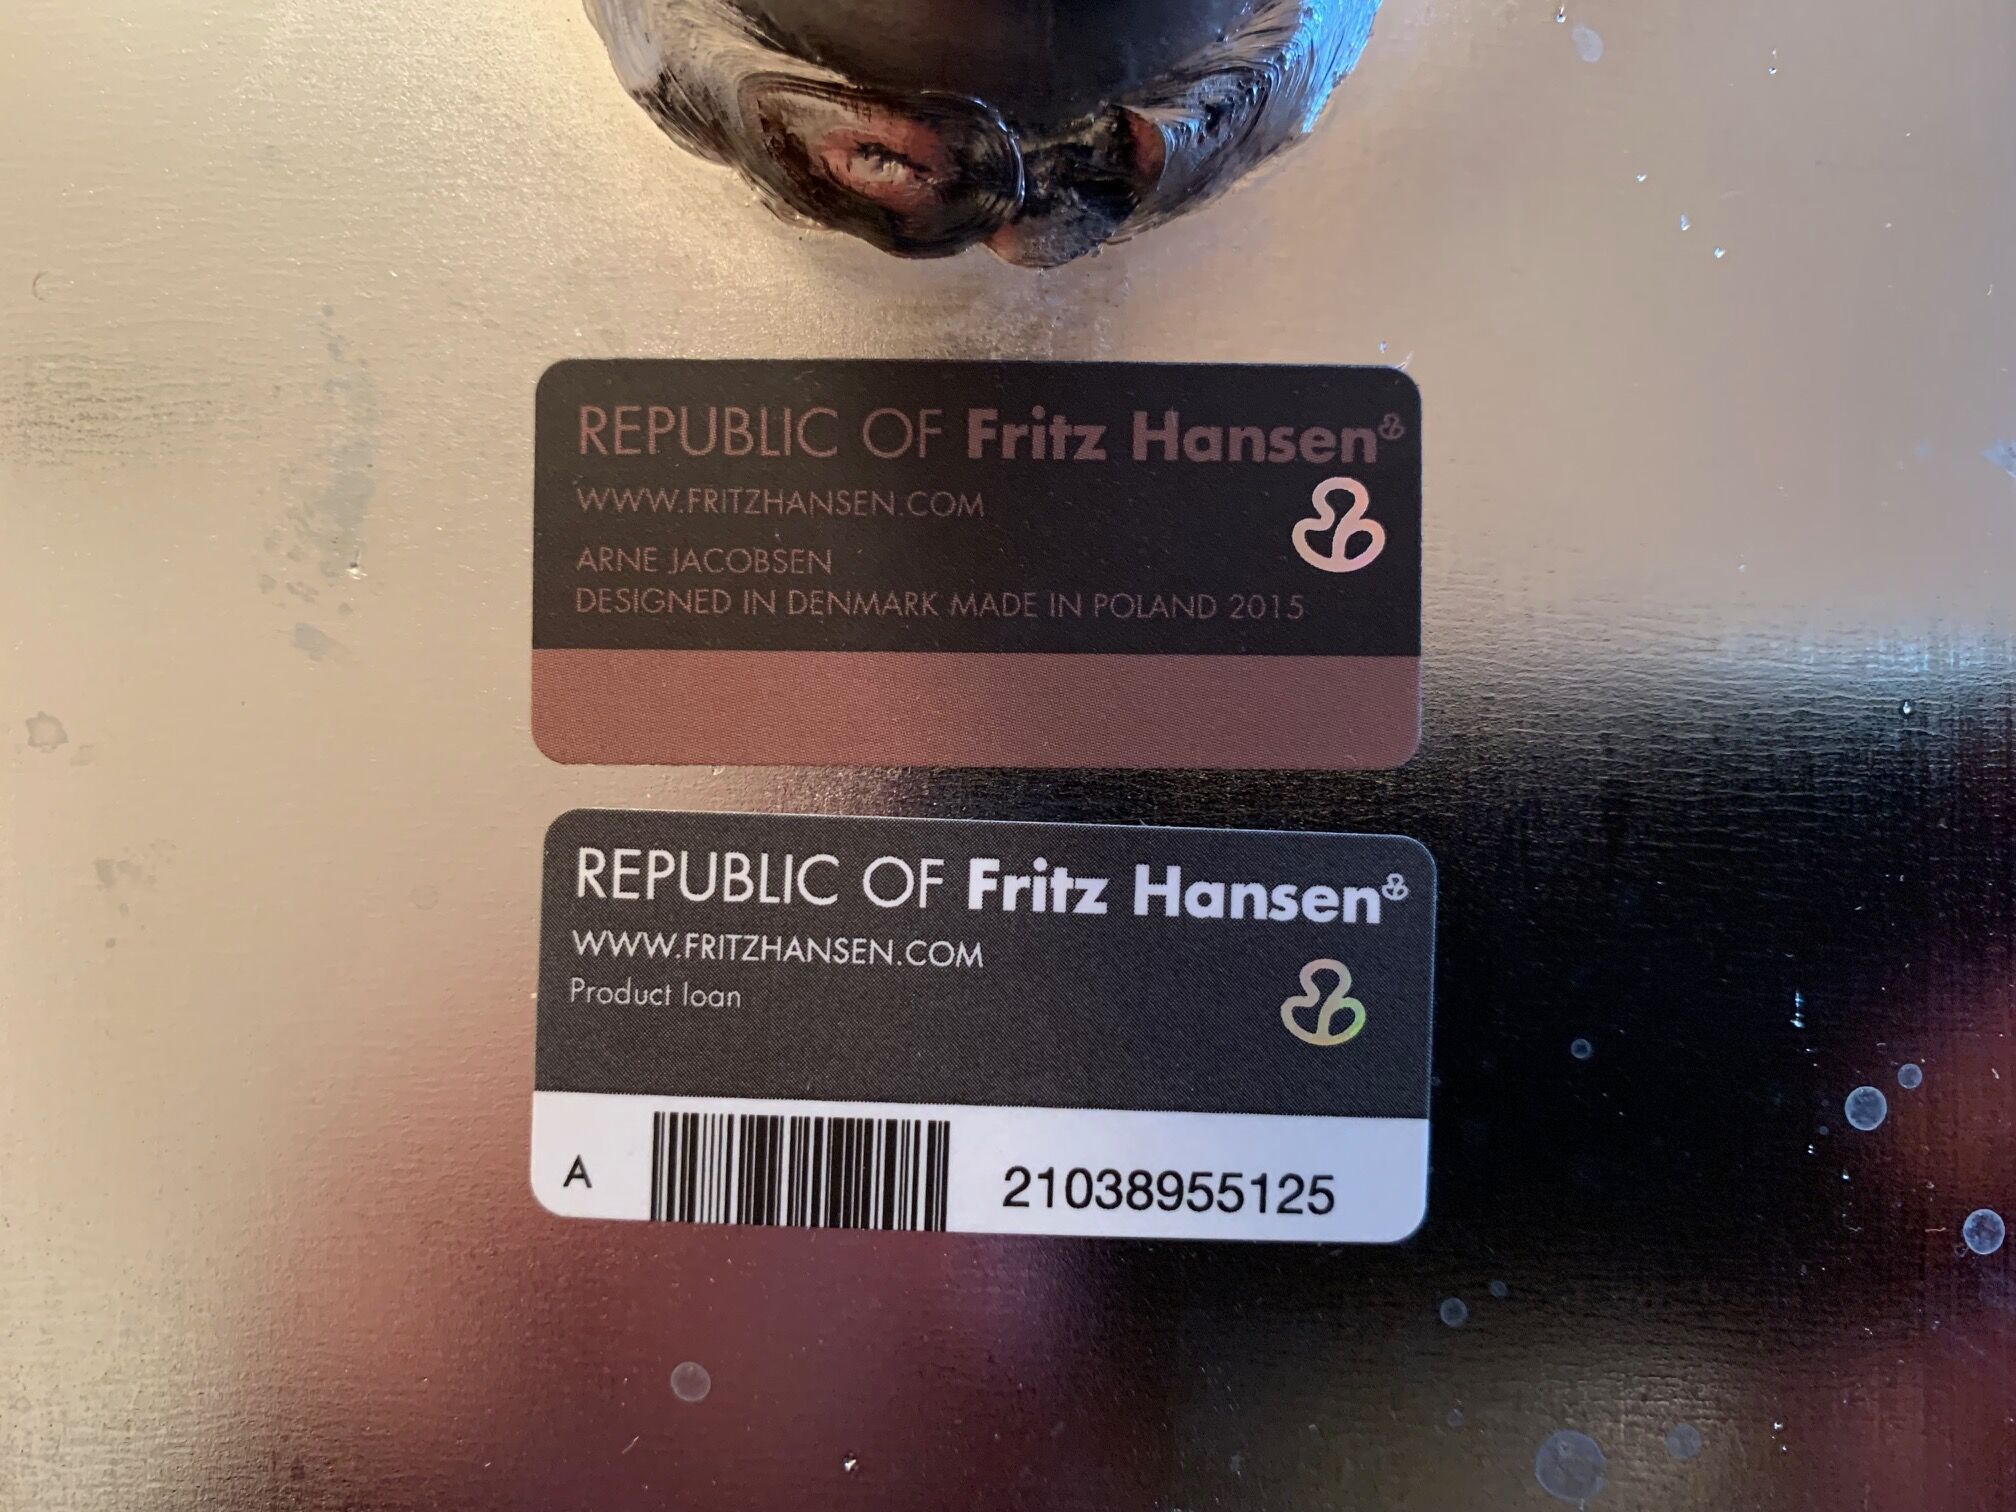 REPUBLIC OF Fritz Hansen
WWW.FRITZHANSEN.COM
ARNE JACOBSEN
DESIGNED IN DENMARK MADE IN POLAND 2015
REPUBLIC OF Fritz Hansen
WWW.FRITZHANSEN.COM
Product loan
A 21038955125